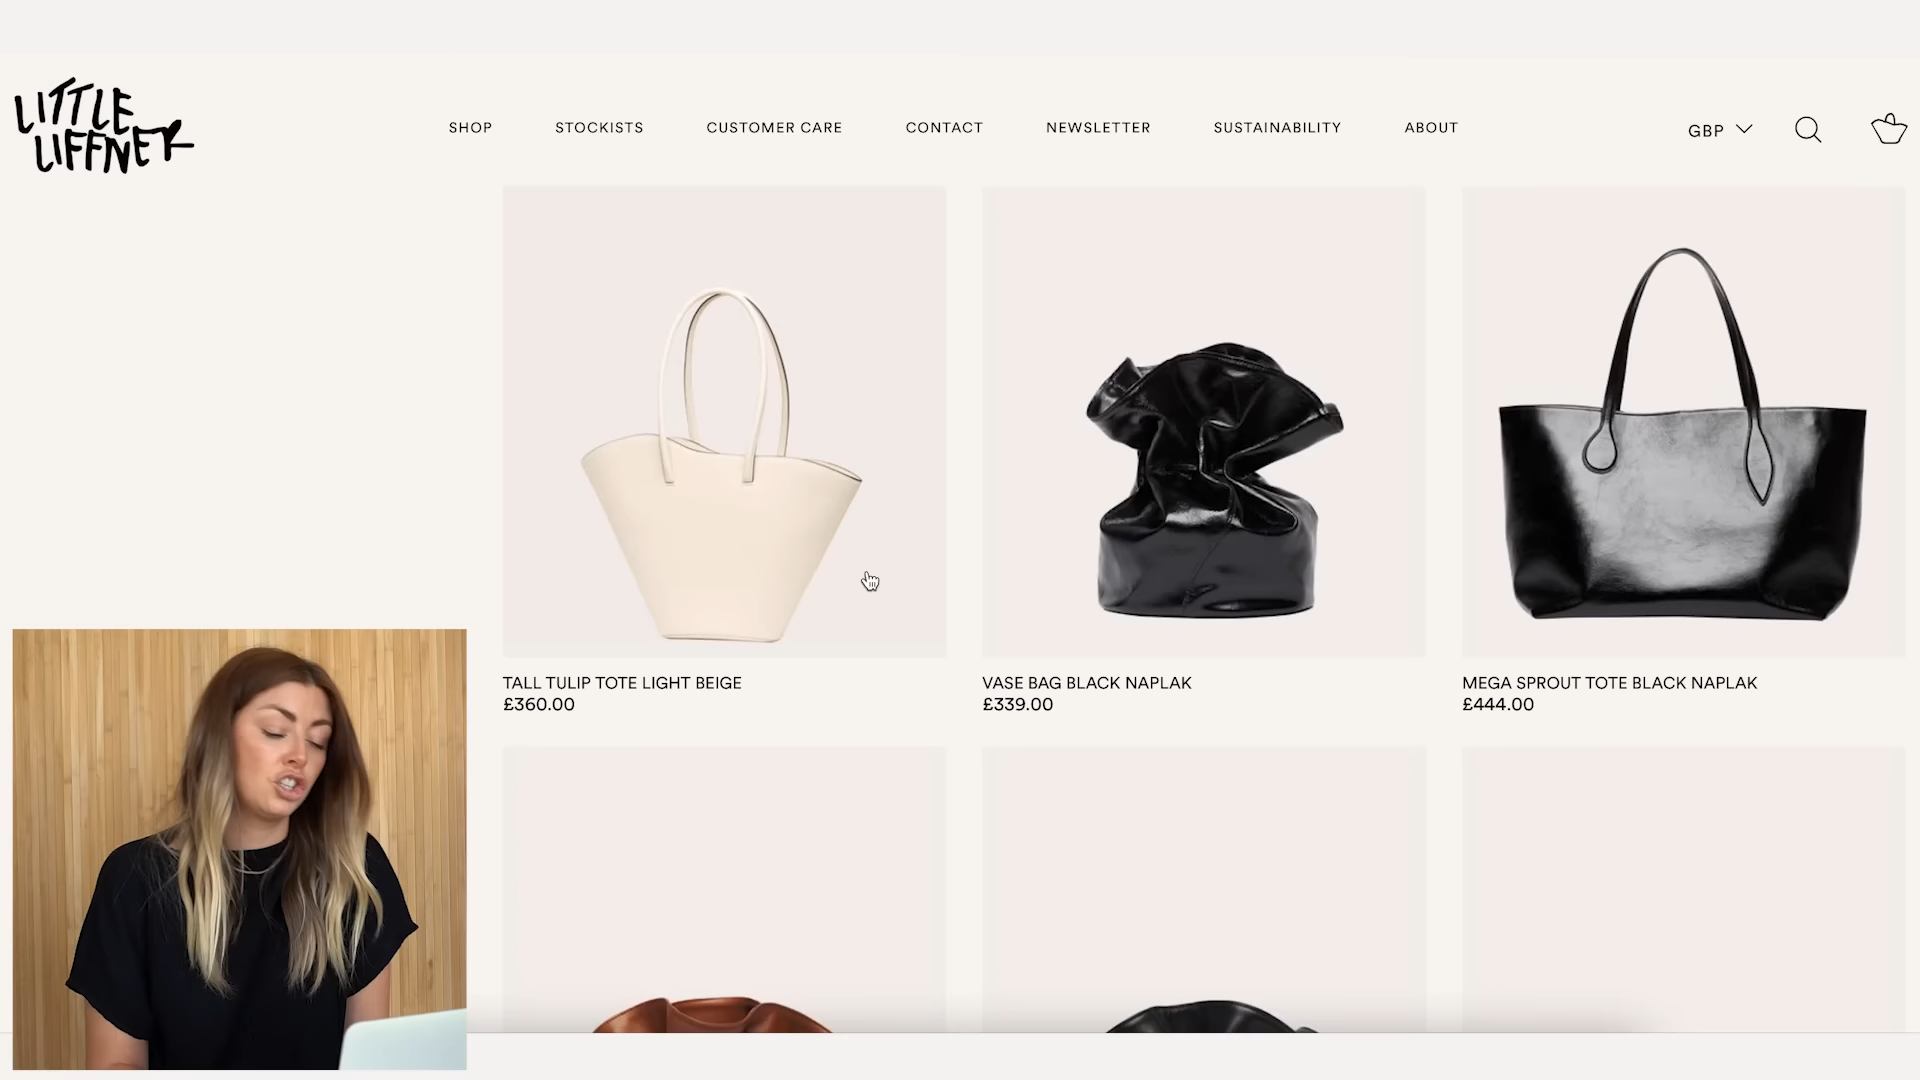 LITTLE
LIFFNER
SHOP
STOCKISTS
CUSTOMER CARE
CONTACT
NEWSLETTER
SUSTAINABILITY
ABOUT
GBP
TALL TULIP TOTE LIGHT BEIGE
£360.00
VASE BAG BLACK NAPLAK
£339.00
MEGA SPROUT TOTE BLACK NAPLAK
£444.00